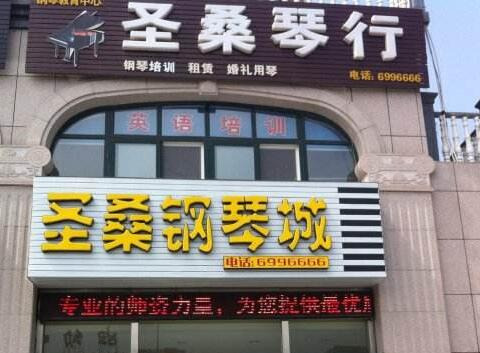 钢琴教育中心
圣桑琴行
钢琴培训 租赁 婚礼用琴
电话:6996666
英语培训
圣桑钢琴城
电话:6996666
专业的师资力量，为您提供最优